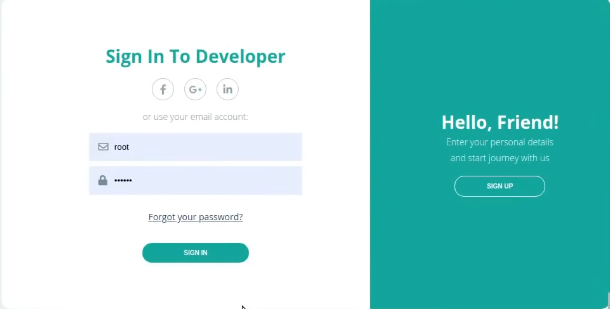 Sign In To Developer
f G+ in
or use your email account:
root
••••••
Forgot your password?
SIGN IN
Hello, Friend!
Enter your personal details
and start journey with us
SIGN UP